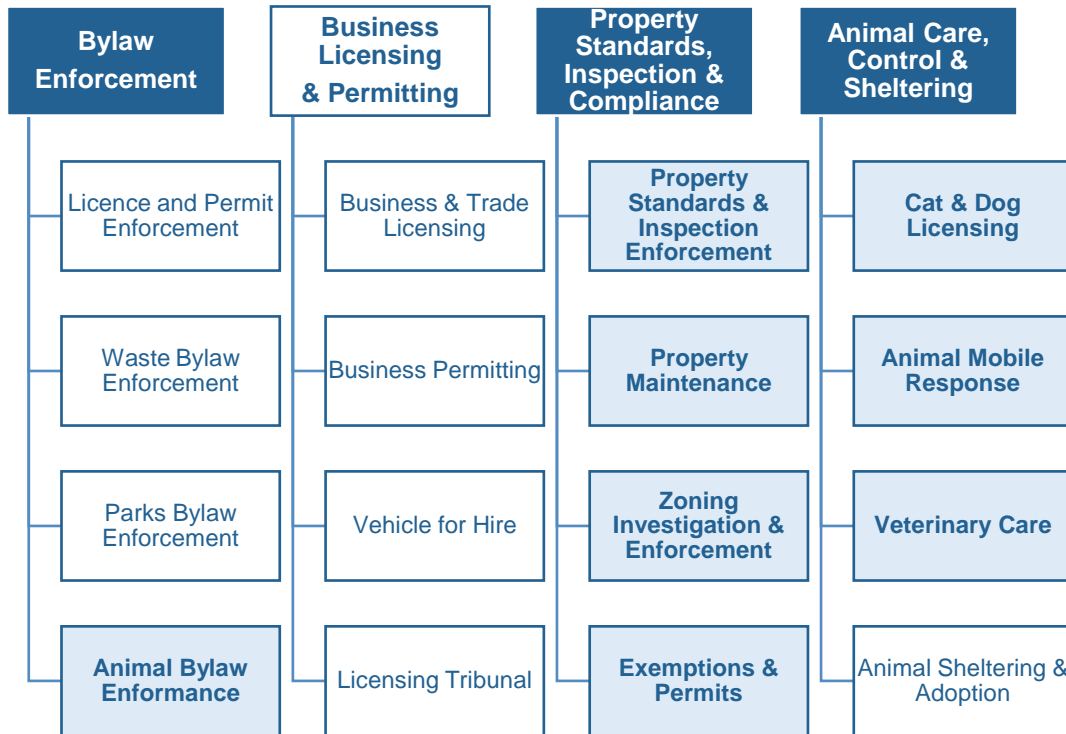 Bylaw
Enforcement
Licence and Permit
Enforcement
Waste Bylaw
Enforcement
Parks Bylaw
Enforcement
Animal Bylaw
Enformance
Business
Licensing
& Permitting
Business & Trade
Licensing
Business Permitting
Vehicle for Hire
Licensing Tribunal
Property
Standards,
Inspection &
Compliance
Property
Standards &
Inspection
Enforcement
Property
Maintenance
Zoning
Investigation &
Enforcement
Exemptions &
Permits
Animal Care,
Control &
Sheltering
Cat & Dog
Licensing
Animal Mobile
Response
Veterinary Care
Animal Sheltering &
Adoption